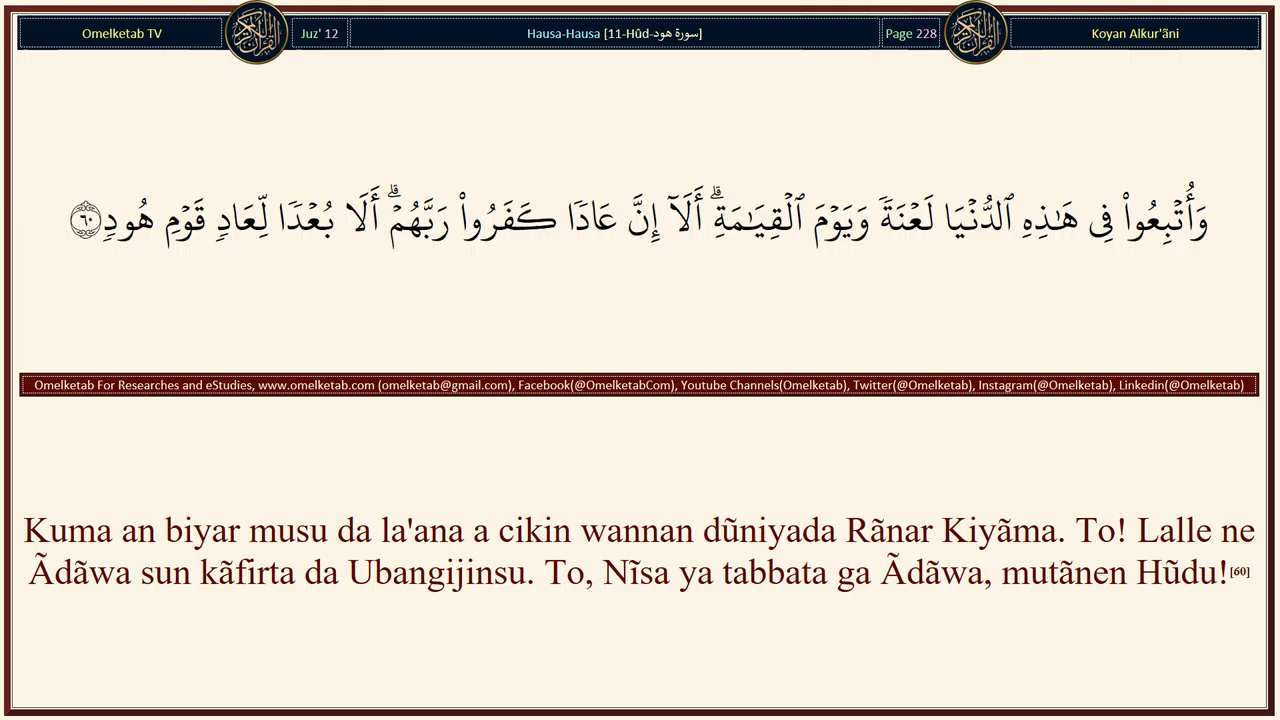 Omelketab TV
Juz' 12
Hausa-Hausa [11-Hûd-سورة هود]
Page 228
Koyan Alƙur'ãni
وَأُتۡبِعُواْ فِي هَٰذِهِ ٱلدُّنۡيَا لَعۡنَةٗ وَيَوۡمَ ٱلۡقِيَٰمَةِۗ أَلَآ إِنَّ عَادٗا كَفَرُواْ رَبَّهُمۡۗ أَلَا بُعۡدٗا لِّعَادٖ قَوۡمِ هُودٖ ٦٠
Omelketab For Researches and eStudies, www.omelketab.com (omelketab@gmail.com), Facebook(@OmelketabCom), Youtube Channels(Omelketab), Twitter(@Omelketab), Instagram(@Omelketab), Linkedin(@Omelketab)
Kuma an biyar musu da la'ana a cikin wannan dũniyada Rãnar Kiyãma. To! Lalle ne
Ãdãwa sun kãfirta da Ubangijinsu. To, Nĩsa ya tabbata ga Ãdãwa, mutãnen Hũdu![60]